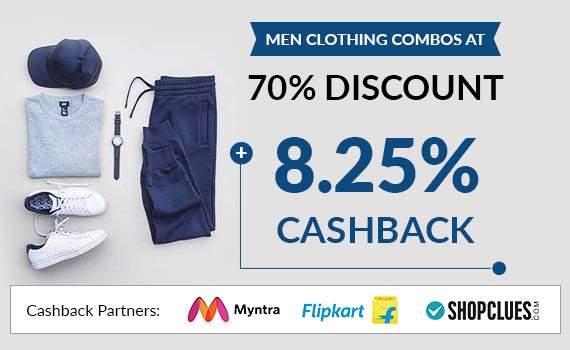 MEN CLOTHING COMBOS AT
70% DISCOUNT
+
8.25%
CASHBACK
Cashback Partners: Myntra Flipkart SHOPCLUES.COM